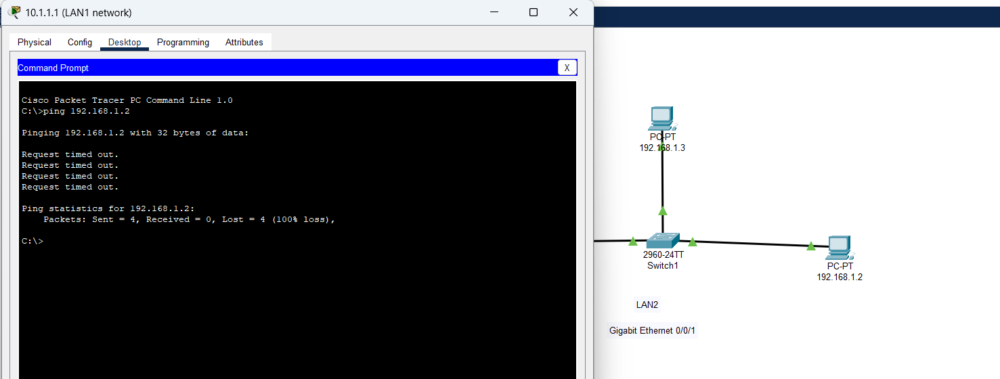 10.1.1.1 (LAN1 network)
Physical Config Desktop Programming Attributes
Command Prompt
X
Cisco Packet Tracer PC Command Line 1.0
C:\>ping 192.168.1.2
Pinging 192.168.1.2 with 32 bytes of data:
Request timed out.
Request timed out.
Request timed out.
Request timed out.
Ping statistics for 192.168.1.2:
Packets: Sent = 4, Received = 0, Lost = 4 (100% loss),
C:\>
PC-PT
192.168.1.3
2960-24TT
Switch1
PC-PT
192.168.1.2
LAN2
Gigabit Ethernet 0/0/1